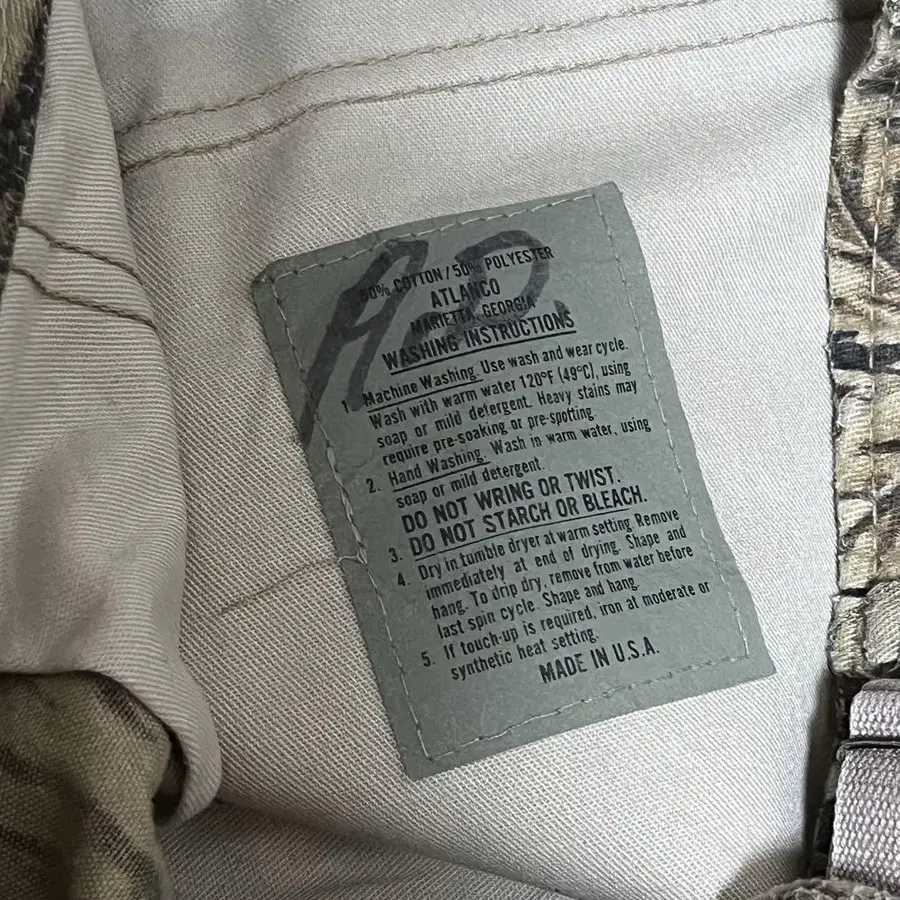 A.D.
50% COTTON / 50% POLYESTER
ATLANCO
MARIETTA, GEORGIA
WASHING INSTRUCTIONS
1. Machine Washing. Use wash and wear cycle.
Wash with warm water 120°F (49°C), using
soap or mild detergent. Heavy stains may
require pre-soaking or pre-spotting.
2. Hand Washing. Wash in warm water, using
soap or mild detergent.
DO NOT WRING OR TWIST.
3. DO NOT STARCH OR BLEACH.
4. Dry in tumble dryer at warm setting. Remove
immediately at end of drying. Shape and
hang. To drip dry, remove from water before
last spin cycle. Shape and hang.
5. If touch-up is required, iron at moderate or
synthetic heat setting.
MADE IN U.S.A.